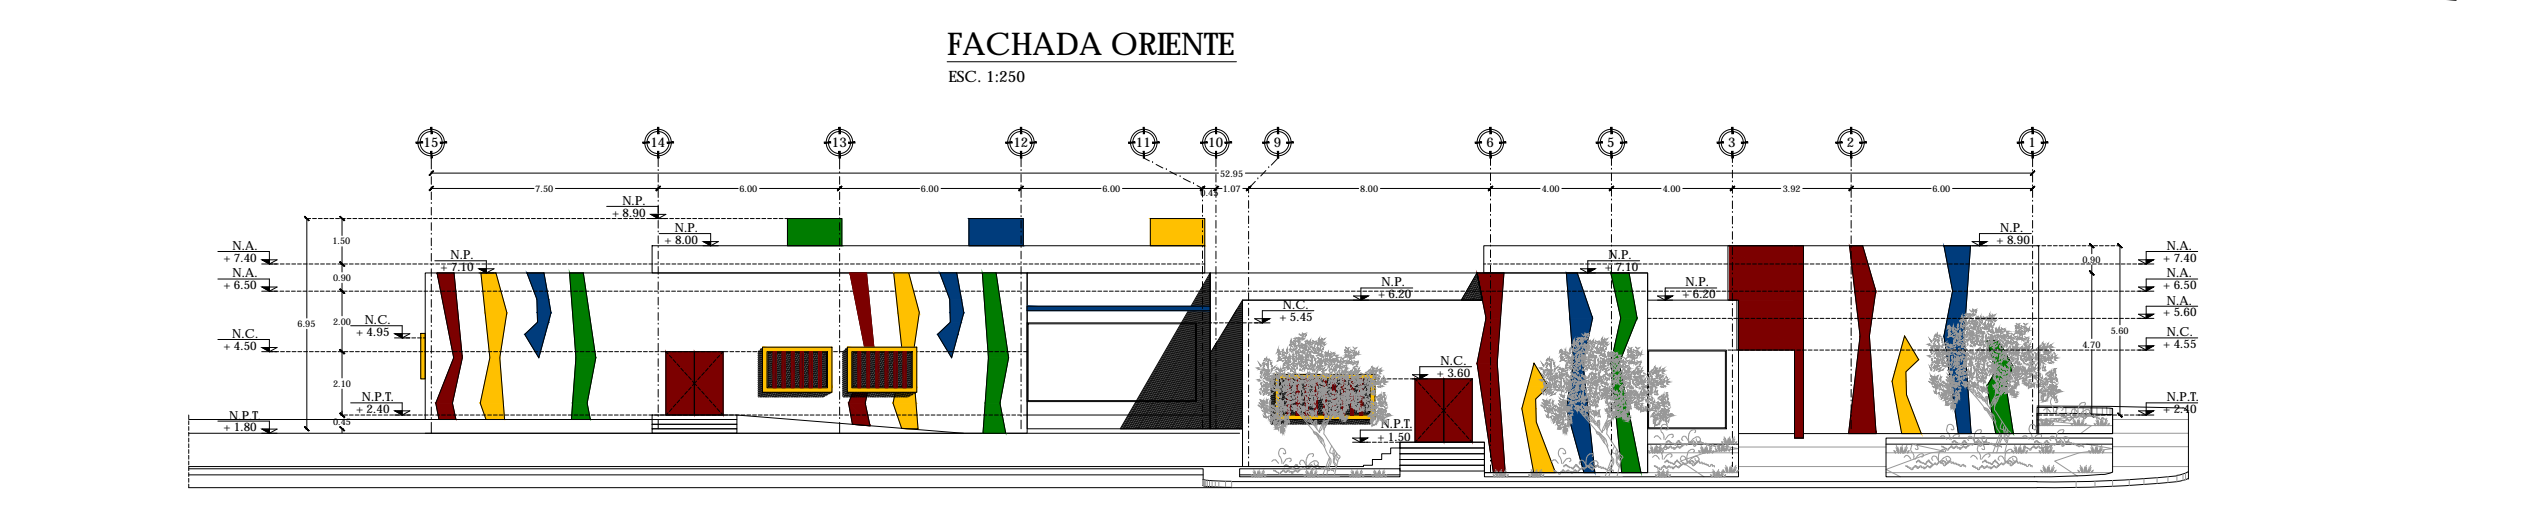 FACHADA ORIENTE
ESC. 1:250
15
14
13
12
11
10
9
6
5
3
2
1
52.95
7.50
6.00
6.00
6.00
0.45
1.07
8.00
4.00
4.00
3.92
6.00
N.P.
+ 8.90
N.P.
+ 8.00
N.P.
+ 7.10
N.A.
+ 7.40
N.A.
+ 6.50
N.C.
+ 4.95
N.C.
+ 4.50
N.P.T.
+ 2.40
N.P.T.
+ 1.80
1.50
0.90
2.00
2.10
0.45
6.95
N.C.
+ 5.45
N.P.
+ 6.20
N.C.
+ 3.60
N.P.T.
+ 1.50
N.P.
+ 7.10
N.P.
+ 6.20
N.P.
+ 8.90
0.90
4.70
5.60
N.A.
+ 7.40
N.A.
+ 6.50
N.A.
+ 5.60
N.C.
+ 4.55
N.P.T.
+ 2.40